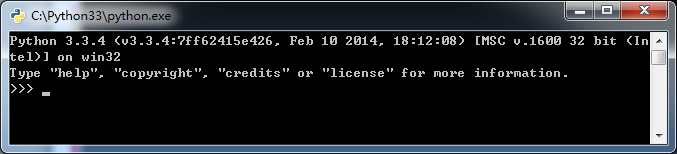 C:\Python33\python.exe
Python 3.3.4 (v3.3.4:7ff62415e426, Feb 10 2014, 18:12:08) [MSC v.1600 32 bit (In
tel)] on win32
Type "help", "copyright", "credits" or "license" for more information.
>>> _